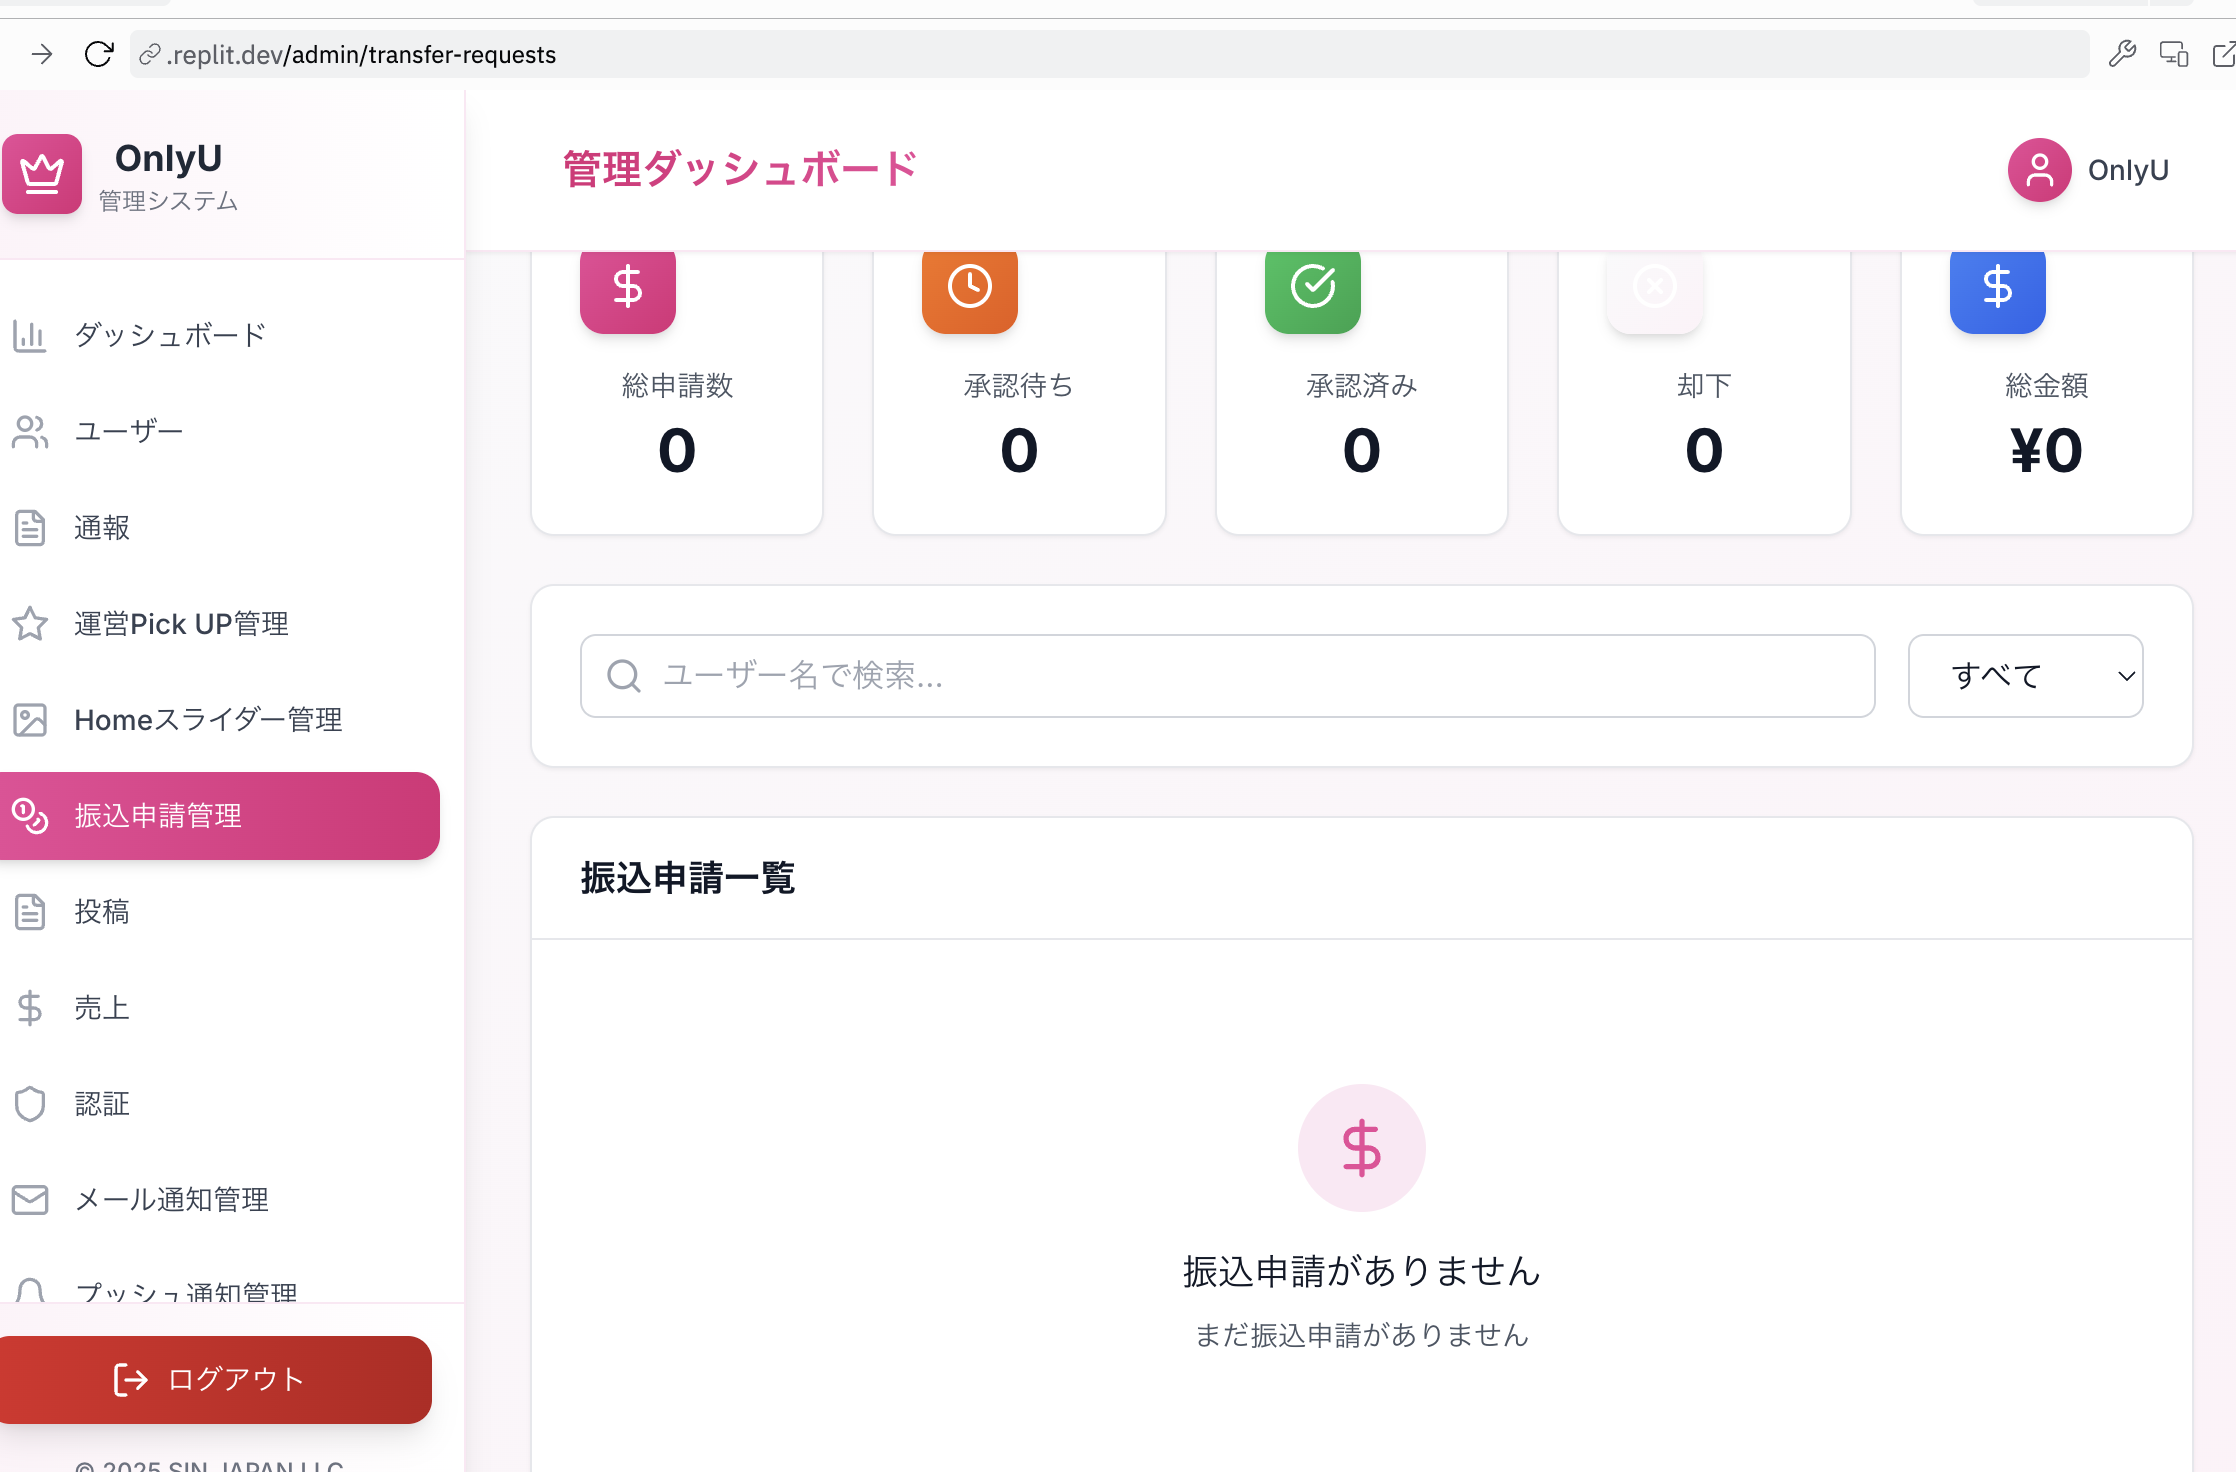 .replit.dev/admin/transfer-requests
OnlyU
管理システム
管理ダッシュボード
OnlyU
ダッシュボード
ユーザー
通報
運営Pick UP管理
Homeスライダー管理
振込申請管理
投稿
売上
認証
メール通知管理
プッシュ通知管理
ログアウト
© 2025 SIN JAPAN LLC
総申請数
0
承認待ち
0
承認済み
0
却下
0
総金額
¥0
ユーザー名で検索...
すべて
振込申請一覧
振込申請がありません
まだ振込申請がありません